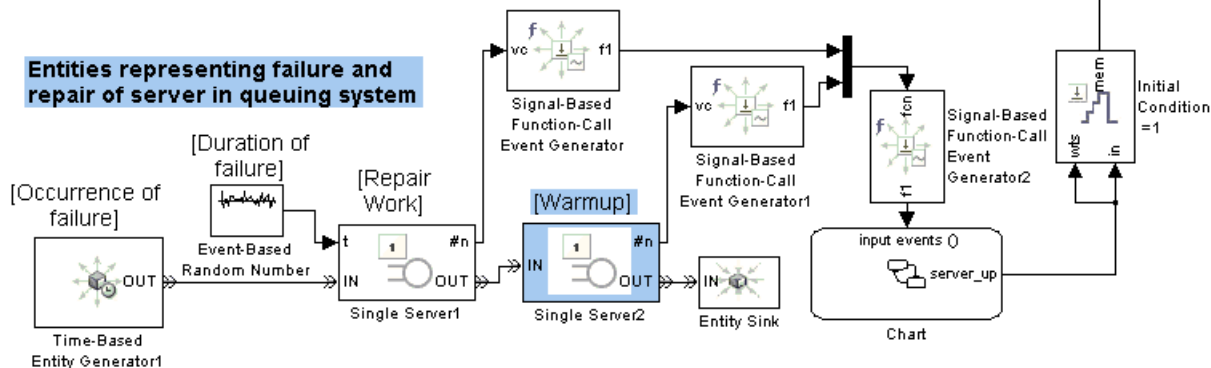 Entities representing failure and
repair of server in queuing system
vc
f1
Signal-Based
Function-Call
Event Generator
vc
f1
Signal-Based
Function-Call
Event Generator1
fcn
f1
Signal-Based
Function-Call
Event
Generator2
mem
wts
in
Initial
Condition
=1
[Duration of
failure]
[Occurrence of
failure]
[Repair
Work]
[Warmup]
Event-Based
Random Number
OUT
Time-Based
Entity Generator1
t
#n
1
IN
OUT
Single Server1
#n
1
IN
OUT
Single Server2
IN
Entity Sink
input events ()
server_up
Chart